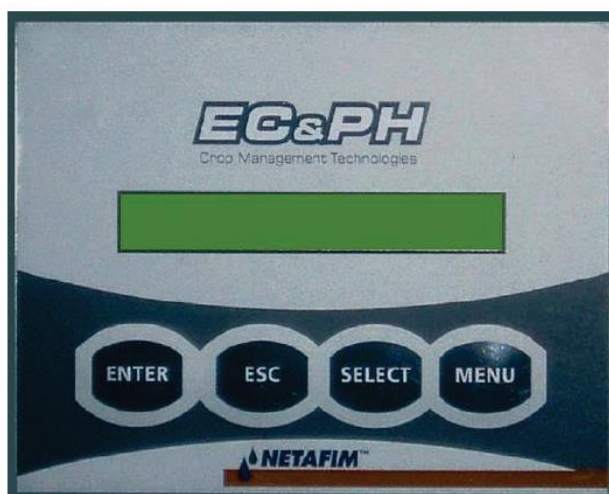 EC&PH
Crop Management Technologies
ENTER ESC SELECT MENU
NETAFIM™